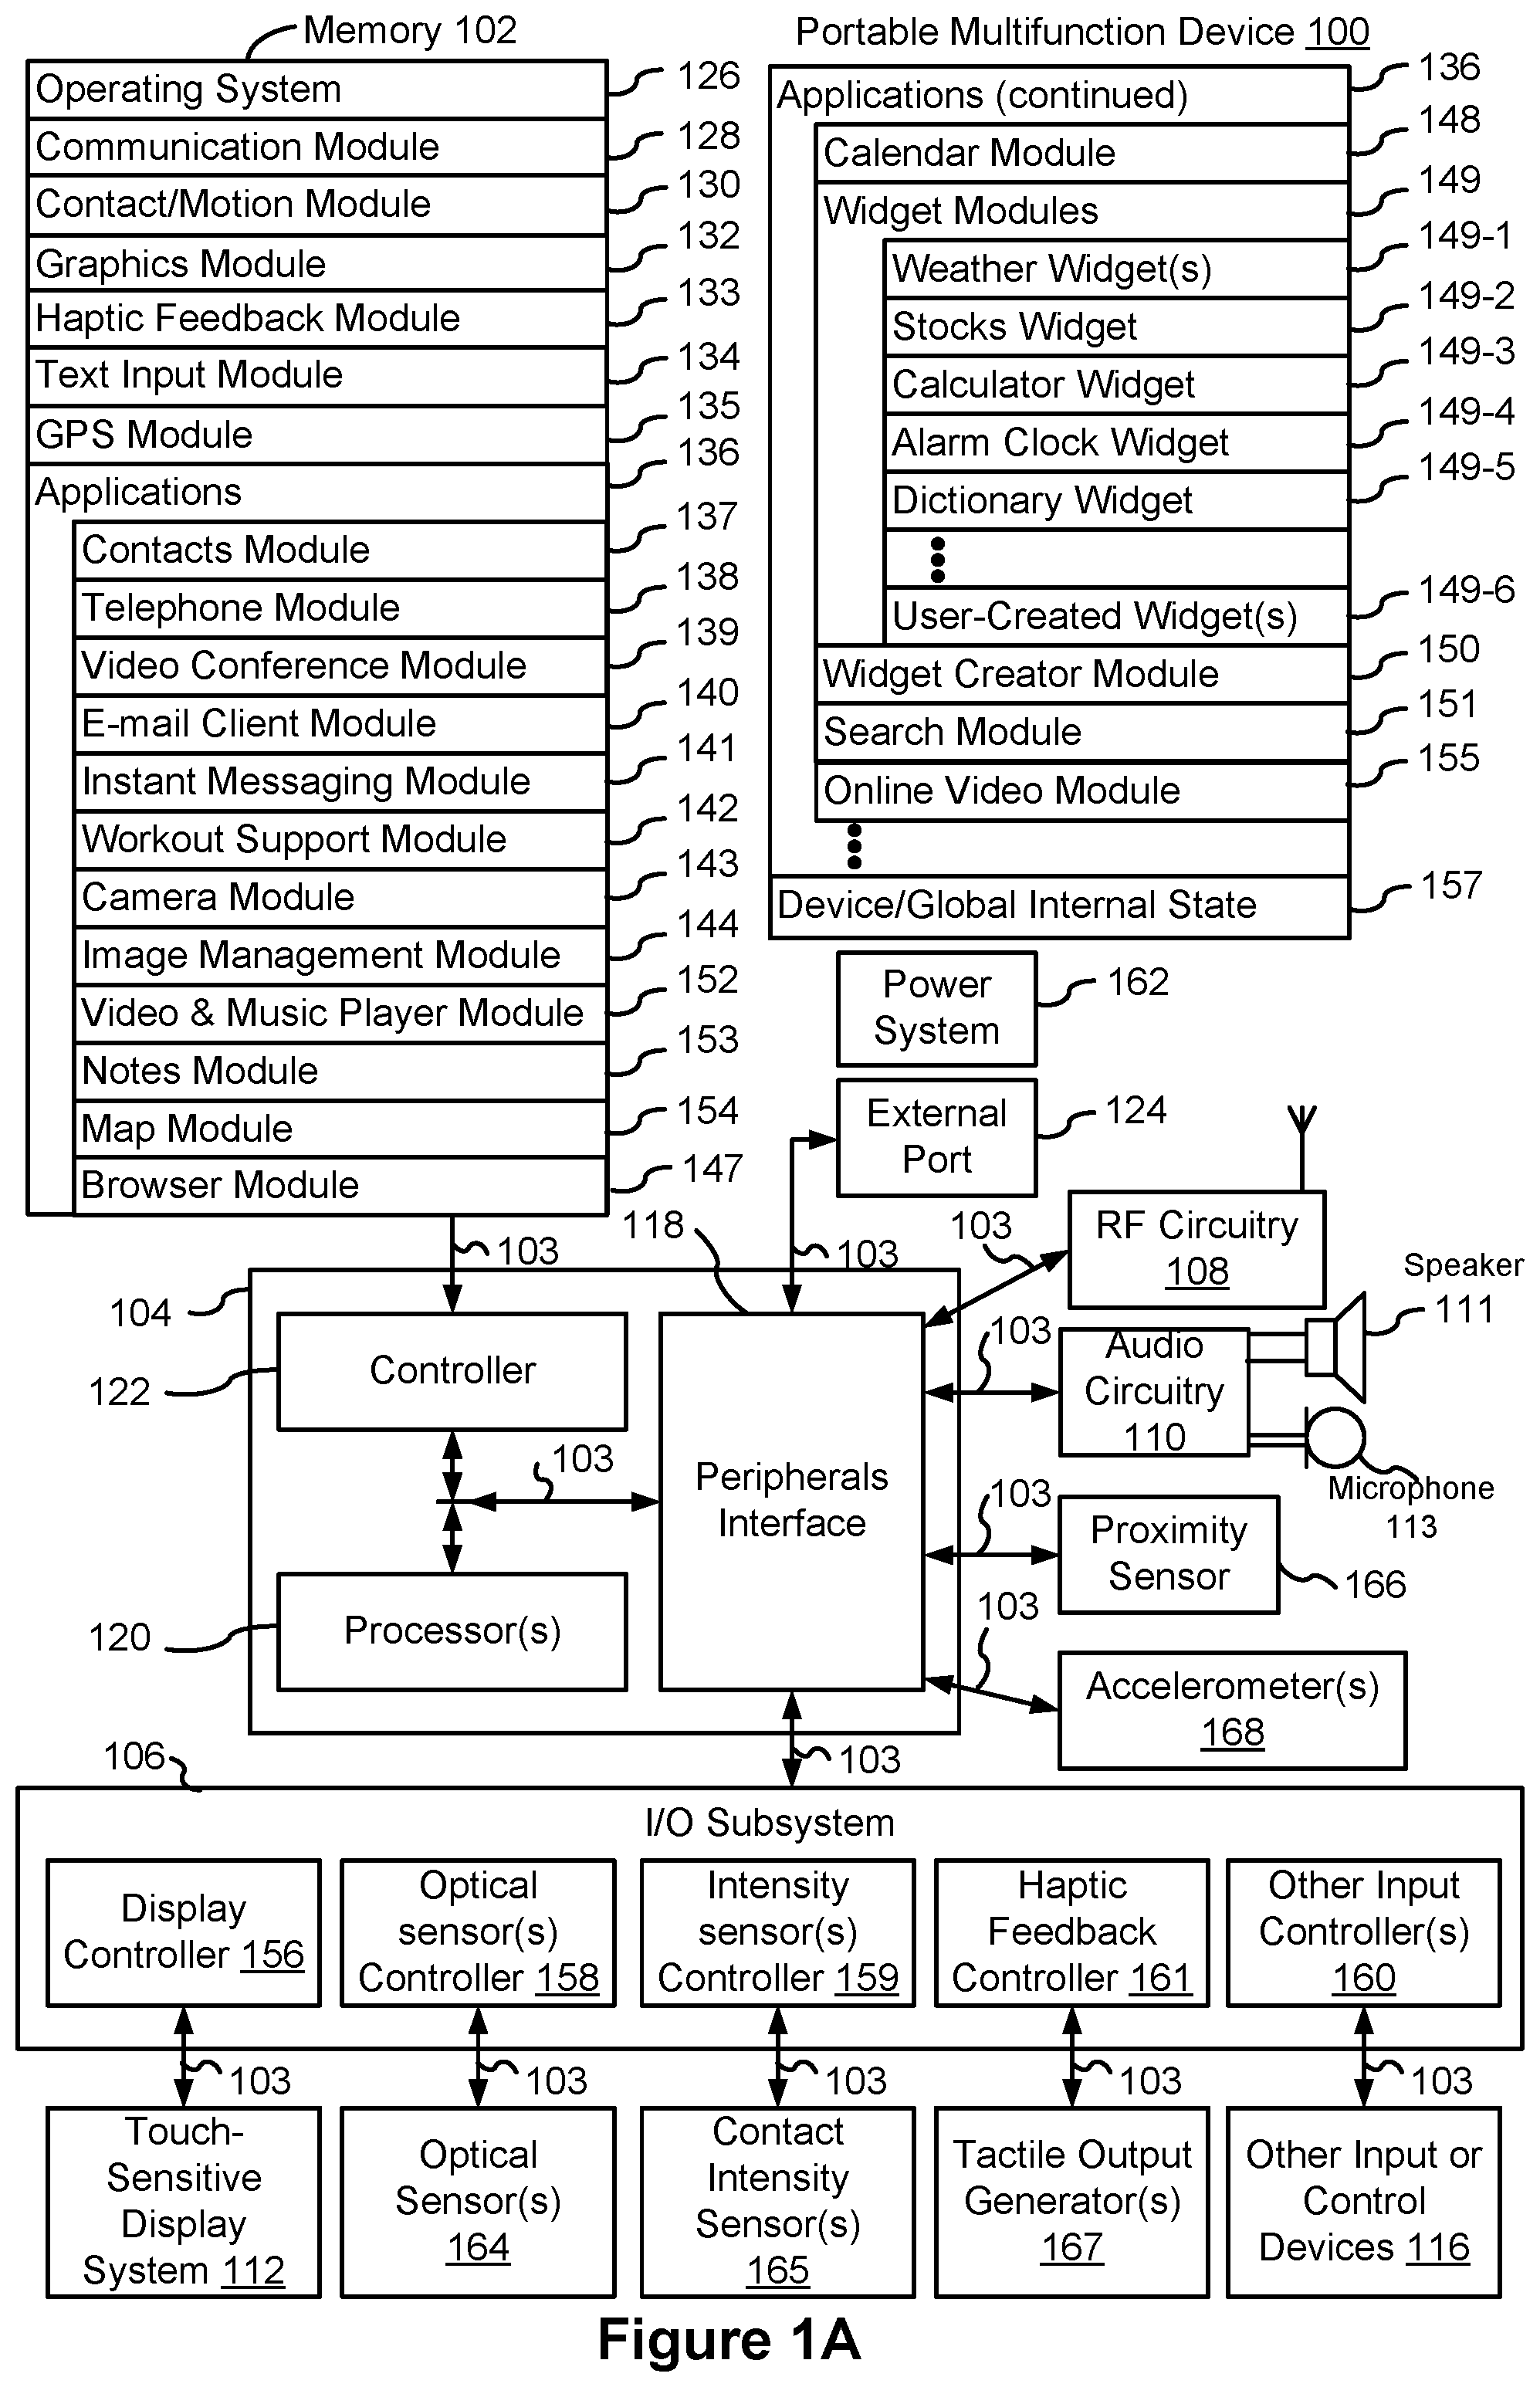 Memory 102
Operating System 126
Communication Module 128
Contact/Motion Module 130
Graphics Module 132
Haptic Feedback Module 133
Text Input Module 134
GPS Module 135
Applications 136
Contacts Module 137
Telephone Module 138
Video Conference Module 139
E-mail Client Module 140
Instant Messaging Module 141
Workout Support Module 142
Camera Module 143
Image Management Module 144
Video & Music Player Module 152
Notes Module 153
Map Module 154
Browser Module 147
Portable Multifunction Device 100
Applications (continued) 136
Calendar Module 148
Widget Modules 149
Weather Widget(s) 149-1
Stocks Widget 149-2
Calculator Widget 149-3
Alarm Clock Widget 149-4
Dictionary Widget 149-5
User-Created Widget(s) 149-6
Widget Creator Module 150
Search Module 151
Online Video Module 155
Device/Global Internal State 157
Power
System
162
External
Port
124
103
118
103
103
RF Circuitry
108
Speaker
111
104
122
Controller
103
Audio
Circuitry
110
Microphone
113
103
Peripherals
Interface
103
Proximity
Sensor
166
120
Processor(s)
103
Accelerometer(s)
168
103
106
I/O Subsystem
Display
Controller 156
Optical
sensor(s)
Controller 158
Intensity
sensor(s)
Controller 159
Haptic
Feedback
Controller 161
Other Input
Controller(s)
160
103
103
103
103
103
Touch-
Sensitive
Display
System 112
Optical
Sensor(s)
164
Contact
Intensity
Sensor(s)
165
Tactile Output
Generator(s)
167
Other Input or
Control
Devices 116
Figure 1A